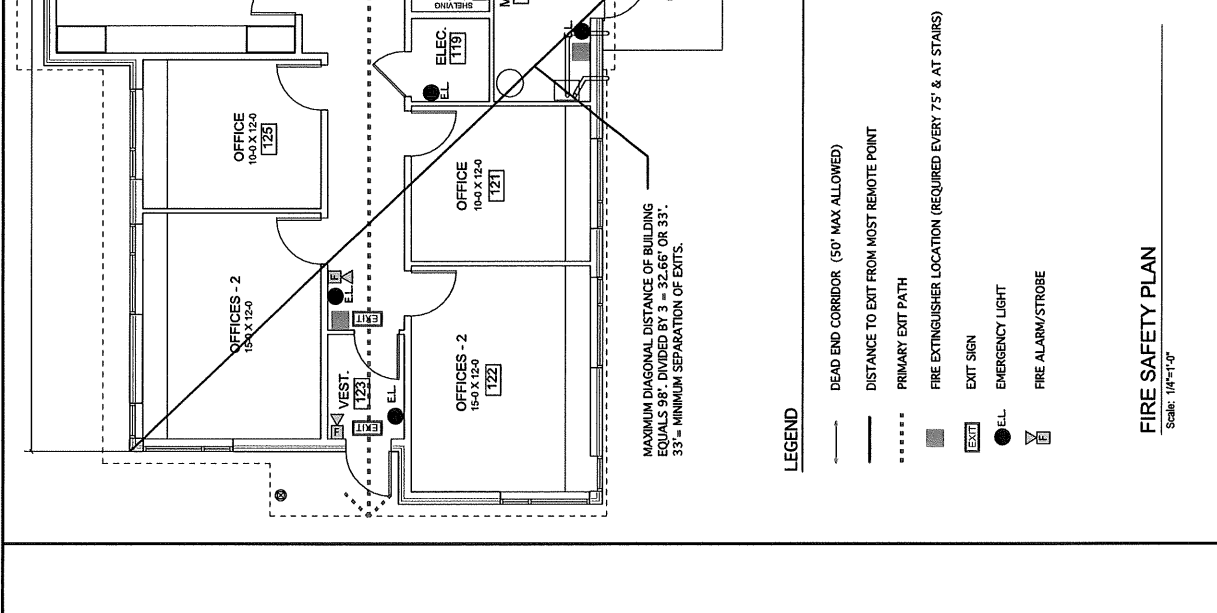 SHELVING
ELEC.
119
E.L.
E.L.
OFFICE
10-0 X 12-0
125
OFFICE
10-0 X 12-0
121
OFFICES - 2
15-0 X 12-0
F
E.L.
EXIT
VEST.
123
E.L.
F
EXIT
OFFICES - 2
15-0 X 12-0
122
MAXIMUM DIAGONAL DISTANCE OF BUILDING
EQUALS 98'. DIVIDED BY 3 = 32.66' OR 33'.
33'= MINIMUM SEPARATION OF EXITS.
LEGEND
DEAD END CORRIDOR (50' MAX ALLOWED)
DISTANCE TO EXIT FROM MOST REMOTE POINT
PRIMARY EXIT PATH
FIRE EXTINGUISHER LOCATION (REQUIRED EVERY 75' & AT STAIRS)
EXIT
EXIT SIGN
E.L.
EMERGENCY LIGHT
F
FIRE ALARM/STROBE
FIRE SAFETY PLAN
Scale: 1/4"=1'-0"